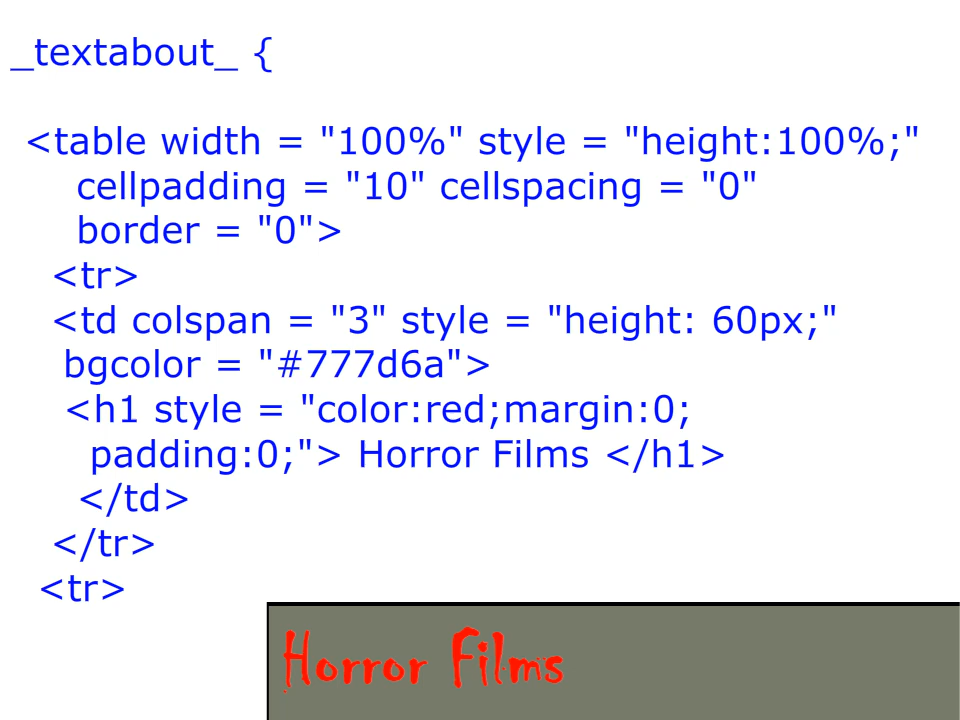 _textabout_ {
<table width = "100%" style = "height:100%;"
cellpadding = "10" cellspacing = "0"
border = "0">
<tr>
<td colspan = "3" style = "height: 60px;"
bgcolor = "#777d6a">
<h1 style = "color:red;margin:0;
padding:0;"> Horror Films </h1>
</td>
</tr>
<tr>
Horror Films